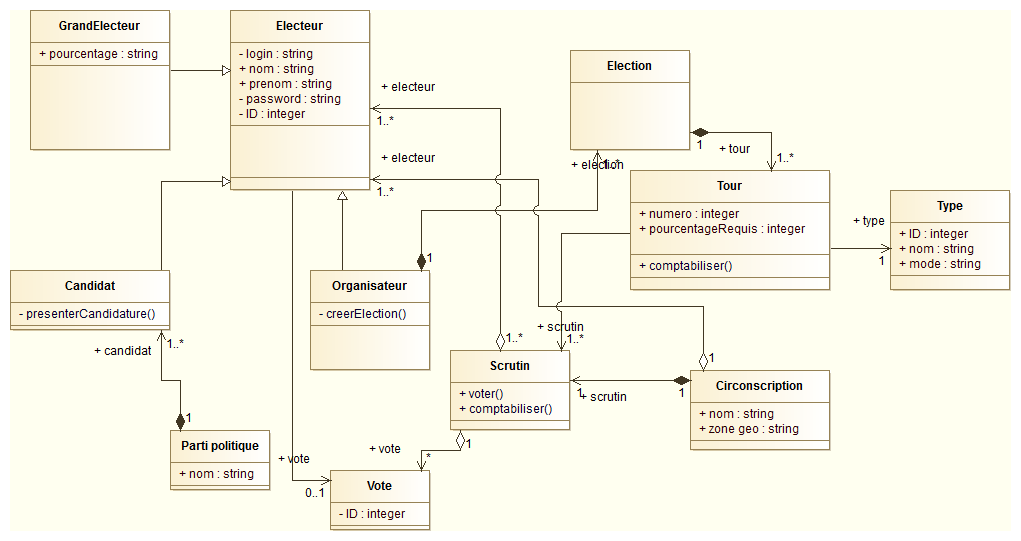 GrandElecteur
+ pourcentage : string
Electeur
- login : string
+ nom : string
+ prenom : string
- password : string
- ID : integer
+ electeur
1..*
+ electeur
1..*
Election
1
+ tour
1..*
+ election
1..*
Tour
+ numero : integer
+ pourcentageRequis : integer
+ comptabiliser()
+ type
1
Type
+ ID : integer
+ nom : string
+ mode : string
Candidat
- presenterCandidature()
+ candidat
1..*
1
Organisateur
- creerElection()
1
+ scrutin
1..*
1..*
Scrutin
+ voter()
+ comptabiliser()
1
+ scrutin
1
1
Circonscription
+ nom : string
+ zone geo : string
1
Parti politique
+ nom : string
+ vote
0..1
+ vote
*
1
Vote
- ID : integer